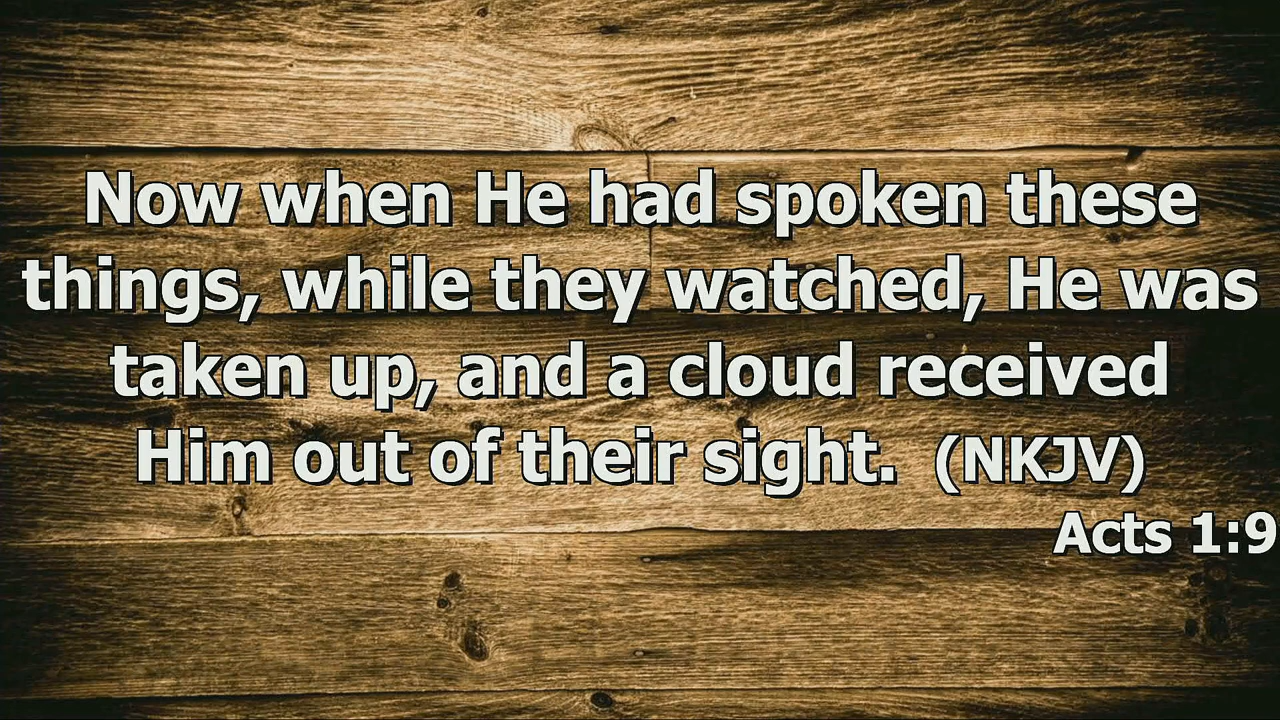 Now when He had spoken these
things, while they watched, He was
taken up, and a cloud received
Him out of their sight. (NKJV)
Acts 1:9